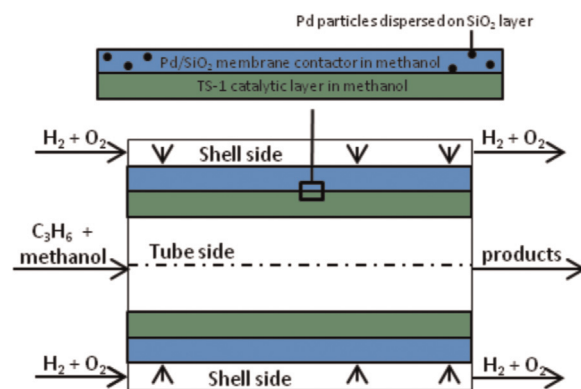 Pd particles dispersed on SiO₂ layer
Pd/SiO₂ membrane contactor in methanol
TS-1 catalytic layer in methanol
H₂ + O₂
Shell side
H₂ + O₂
C₃H₆ +
methanol
Tube side
products
H₂ + O₂
Shell side
H₂ + O₂